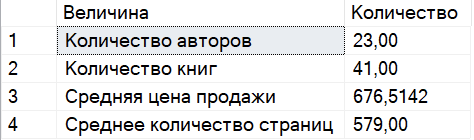 Величина Количество
1 Количество авторов 23,00
2 Количество книг 41,00
3 Средняя цена продажи 676,5142
4 Среднее количество страниц 579,00